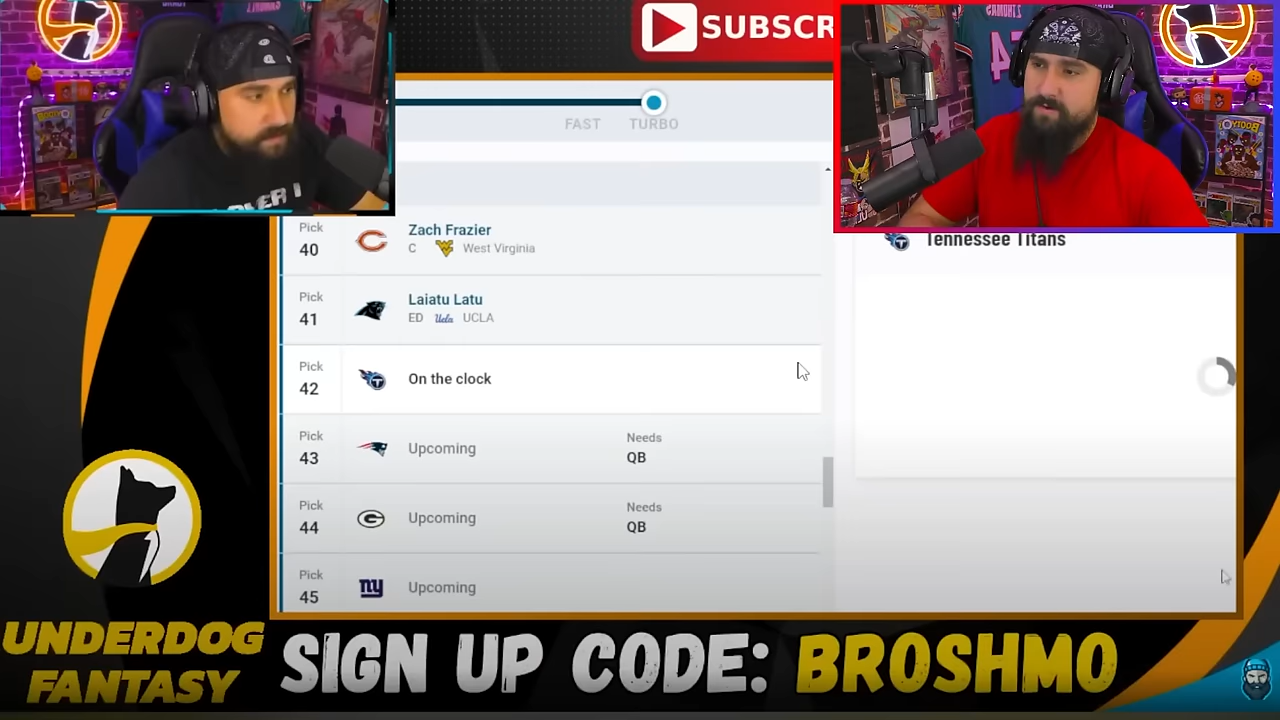 SUBSCR
FAST
TURBO
Pick
40
Zach Frazier
C
West Virginia
Tennessee Titans
Pick
41
Laiatu Latu
ED
Ucla
UCLA
Pick
42
On the clock
Pick
43
Upcoming
Needs
QB
Pick
44
Upcoming
Needs
QB
Pick
45
ny
Upcoming
UNDERDOG
FANTASY
SIGN UP CODE: BROSHMO